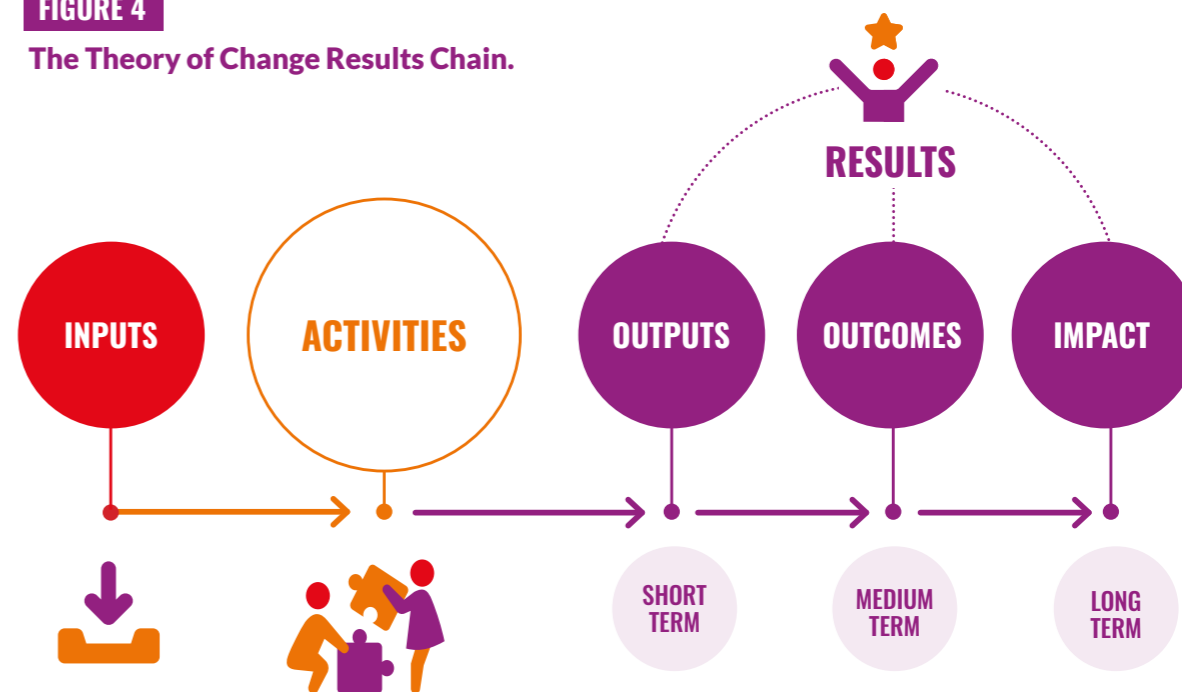 FIGURE 4
The Theory of Change Results Chain.
RESULTS
INPUTS
ACTIVITIES
OUTPUTS
OUTCOMES
IMPACT
SHORT
TERM
MEDIUM
TERM
LONG
TERM